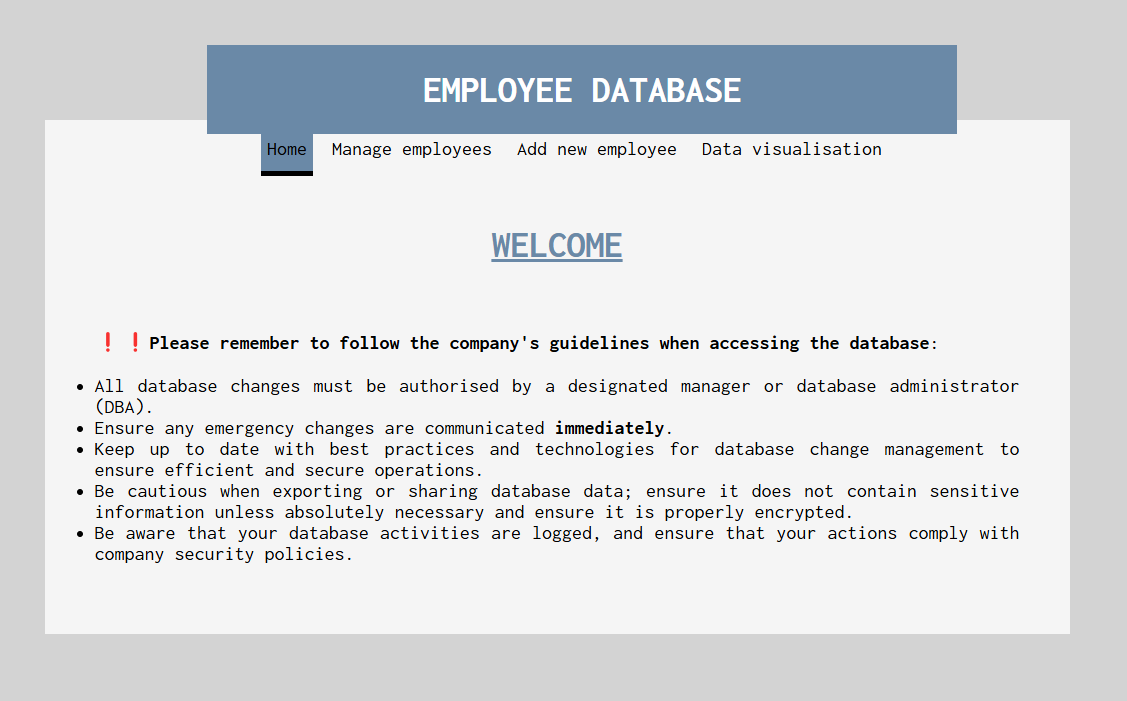 EMPLOYEE DATABASE
Home Manage employees Add new employee Data visualisation
WELCOME
❗ ❗ Please remember to follow the company's guidelines when accessing the database:
• All database changes must be authorised by a designated manager or database administrator
(DBA).
• Ensure any emergency changes are communicated immediately.
• Keep up to date with best practices and technologies for database change management to
ensure efficient and secure operations.
• Be cautious when exporting or sharing database data; ensure it does not contain sensitive
information unless absolutely necessary and ensure it is properly encrypted.
• Be aware that your database activities are logged, and ensure that your actions comply with
company security policies.